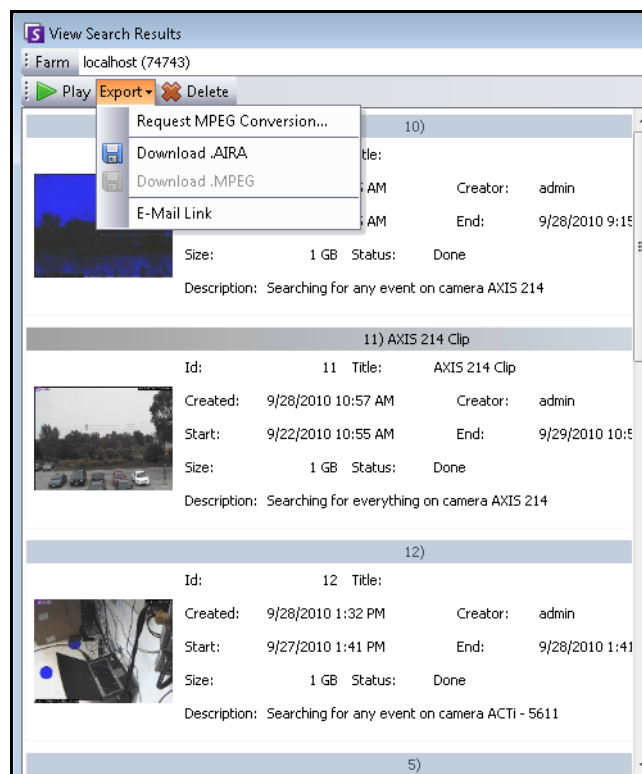 View Search Results
Farm localhost (74743)
Play Export Delete
10)
Request MPEG Conversion...
Download .AIRA
Download .MPEG
E-Mail Link
tle:
AM Creator: admin
AM End: 9/28/2010 9:15
Size: 1 GB Status: Done
Description: Searching for any event on camera AXIS 214
11) AXIS 214 Clip
Id: 11 Title: AXIS 214 Clip
Created: 9/28/2010 10:57 AM Creator: admin
Start: 9/22/2010 10:55 AM End: 9/29/2010 10:5
Size: 1 GB Status: Done
Description: Searching for everything on camera AXIS 214
12)
Id: 12 Title:
Created: 9/28/2010 1:32 PM Creator: admin
Start: 9/27/2010 1:41 PM End: 9/28/2010 1:41
Size: 1 GB Status: Done
Description: Searching for any event on camera ACTi - 5611
5)